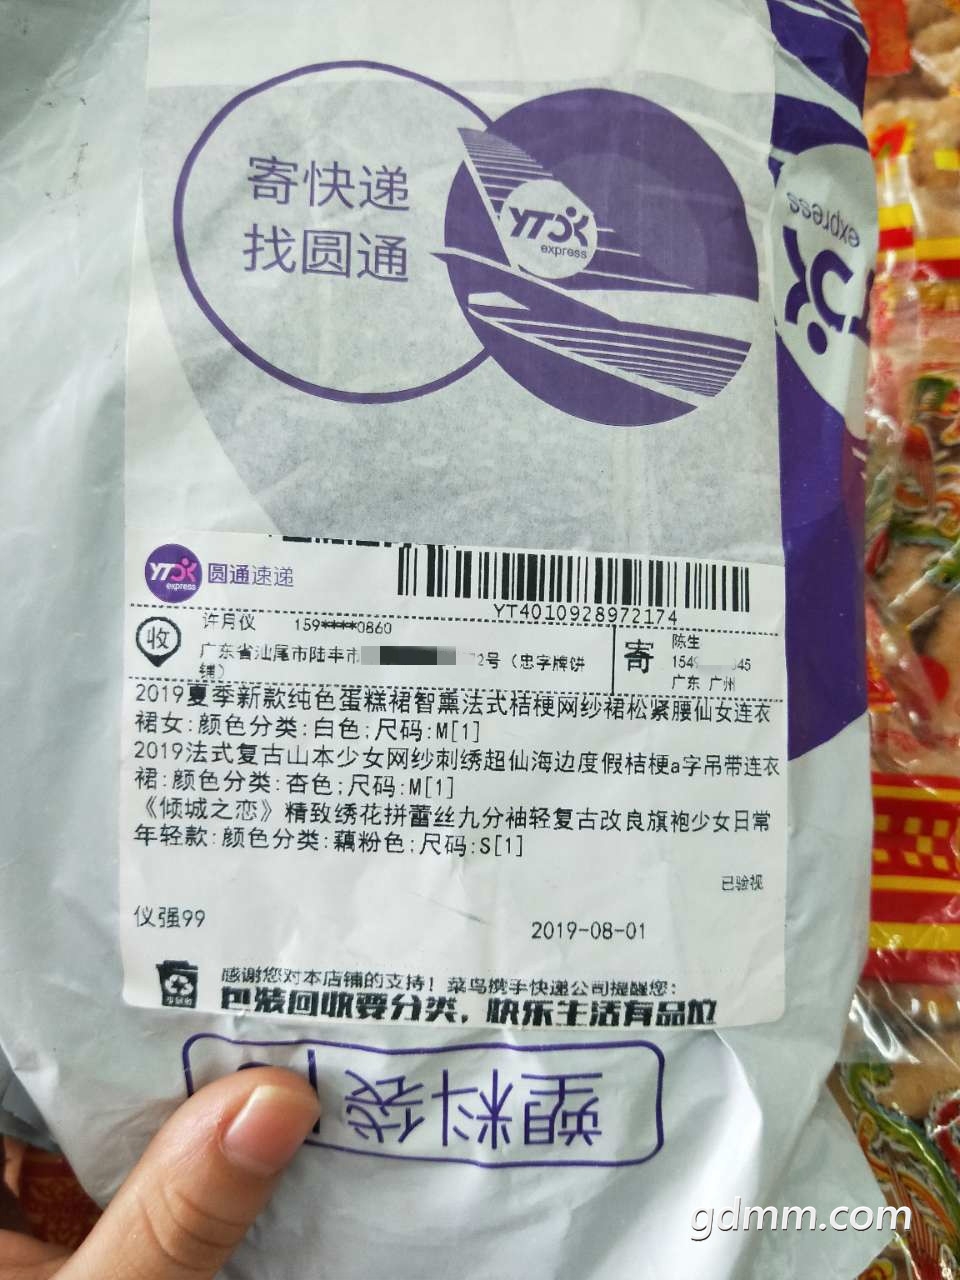 寄快递
找圆通
YTO
express
YTO
express
YTO
express
圆通速递
YT4010928972174
收
许月仪 159****0860
广东省汕尾市陆丰市 2号（忠字牌饼
铺）
寄
陈生
1549 45
广东 广州
2019夏季新款纯色蛋糕裙智熏法式桔梗网纱裙松紧腰仙女连衣
裙女:颜色分类:白色;尺码:M[1]
2019法式复古山本少女网纱刺绣超仙海边度假桔梗a字吊带连衣
裙:颜色分类:杏色;尺码:M[1]
《倾城之恋》精致绣花拼蕾丝九分袖轻复古改良旗袍少女日常
年轻款:颜色分类:藕粉色;尺码:S[1]
已验视
仪强99
2019-08-01
感谢您对本店铺的支持！菜鸟携手快递公司提醒您：
包装回收要分类，快乐生活有品位
塑料袋
gdmm.com